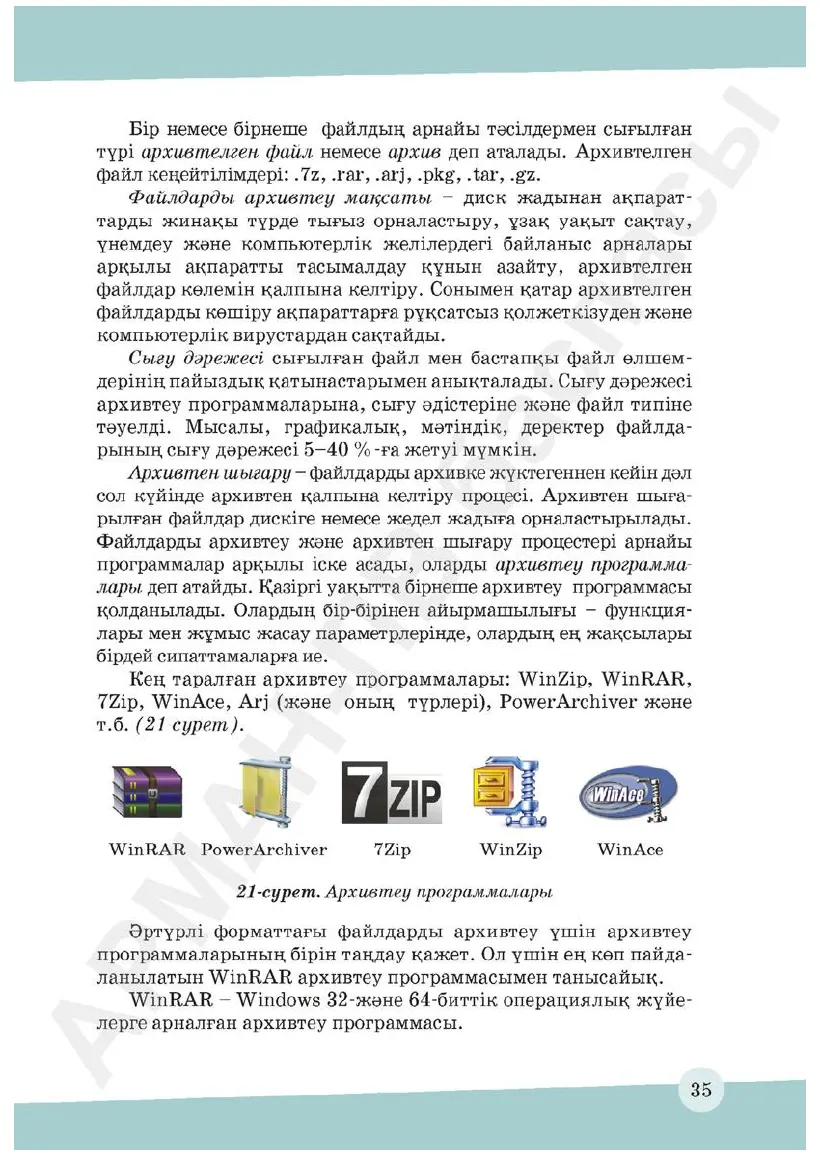 Бір немесе бірнеше файлдың арнайы тәсілдермен сығылған
түрі архивтелген файл немесе архив деп аталады. Архивтелген
файл кеңейтілімдері: .7z, .rar, .arj, .pkg, .tar, .gz.
Файлдарды архивтеу мақсаты – диск жадынан ақпарат-
тарды жинақы түрде тығыз орналастыру, ұзақ уақыт сақтау,
үнемдеу және компьютерлік желілердегі байланыс арналары
арқылы ақпаратты тасымалдау құнын азайту, архивтелген
файлдар көлемін қалпына келтіру. Сонымен қатар архивтелген
файлдарды көшіру ақпараттарға рұқсатсыз қолжеткізуден және
компьютерлік вирустардан сақтайды.
Сығу дәрежесі сығылған файл мен бастапқы файл өлшем-
дерінің пайыздық қатынастарымен анықталады. Сығу дәрежесі
архивтеу программаларына, сығу әдістеріне және файл типіне
тәуелді. Мысалы, графикалық, мәтіндік, деректер файлда-
рының сығу дәрежесі 5–40 %-ға жетуі мүмкін.
Архивтен шығару – файлдарды архивке жүктегеннен кейін дәл
сол күйінде архивтен қалпына келтіру процесі. Архивтен шыға-
рылған файлдар дискіге немесе жедел жадыға орналастырылады.
Файлдарды архивтеу және архивтен шығару процестері арнайы
программалар арқылы іске асады, оларды архивтеу программа-
лары деп атайды. Қазіргі уақытта бірнеше архивтеу программасы
қолданылады. Олардың бір-бірінен айырмашылығы – функция-
лары мен жұмыс жасау параметрлерінде, олардың ең жақсылары
бірдей сипаттамаларға ие.
Кең таралған архивтеу программалары: WinZip, WinRAR,
7Zip, WinAce, Arj (және оның түрлері), PowerArchiver және
т.б. (21 сурет).
7 ZIP WinAce
WinRAR PowerArchiver 7Zip WinZip WinAce
21-сурет. Архивтеу программалары
Әртүрлі форматтағы файлдарды архивтеу үшін архивтеу
программаларының бірін таңдау қажет. Ол үшін ең көп пайда-
ланылатын WinRAR архивтеу программасымен танысайық.
WinRAR – Windows 32-және 64-биттік операциялық жүйе-
лерге арналған архивтеу программасы.
35
АРМАН-ПВ баспасы